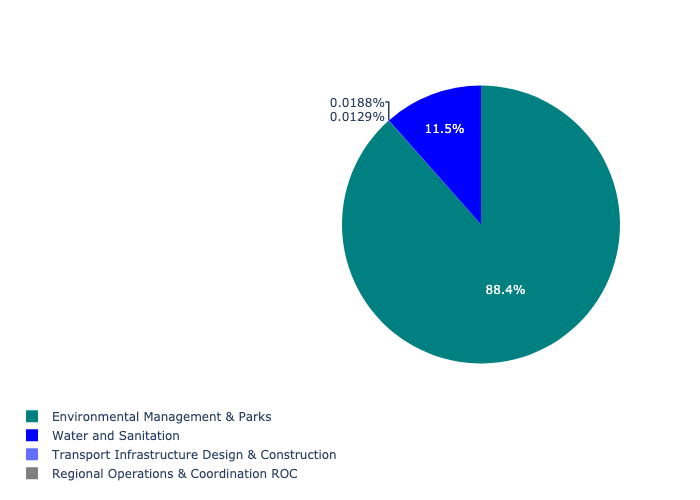 0.0188%
0.0129%
11.5%
88.4%
Environmental Management & Parks
Water and Sanitation
Transport Infrastructure Design & Construction
Regional Operations & Coordination ROC